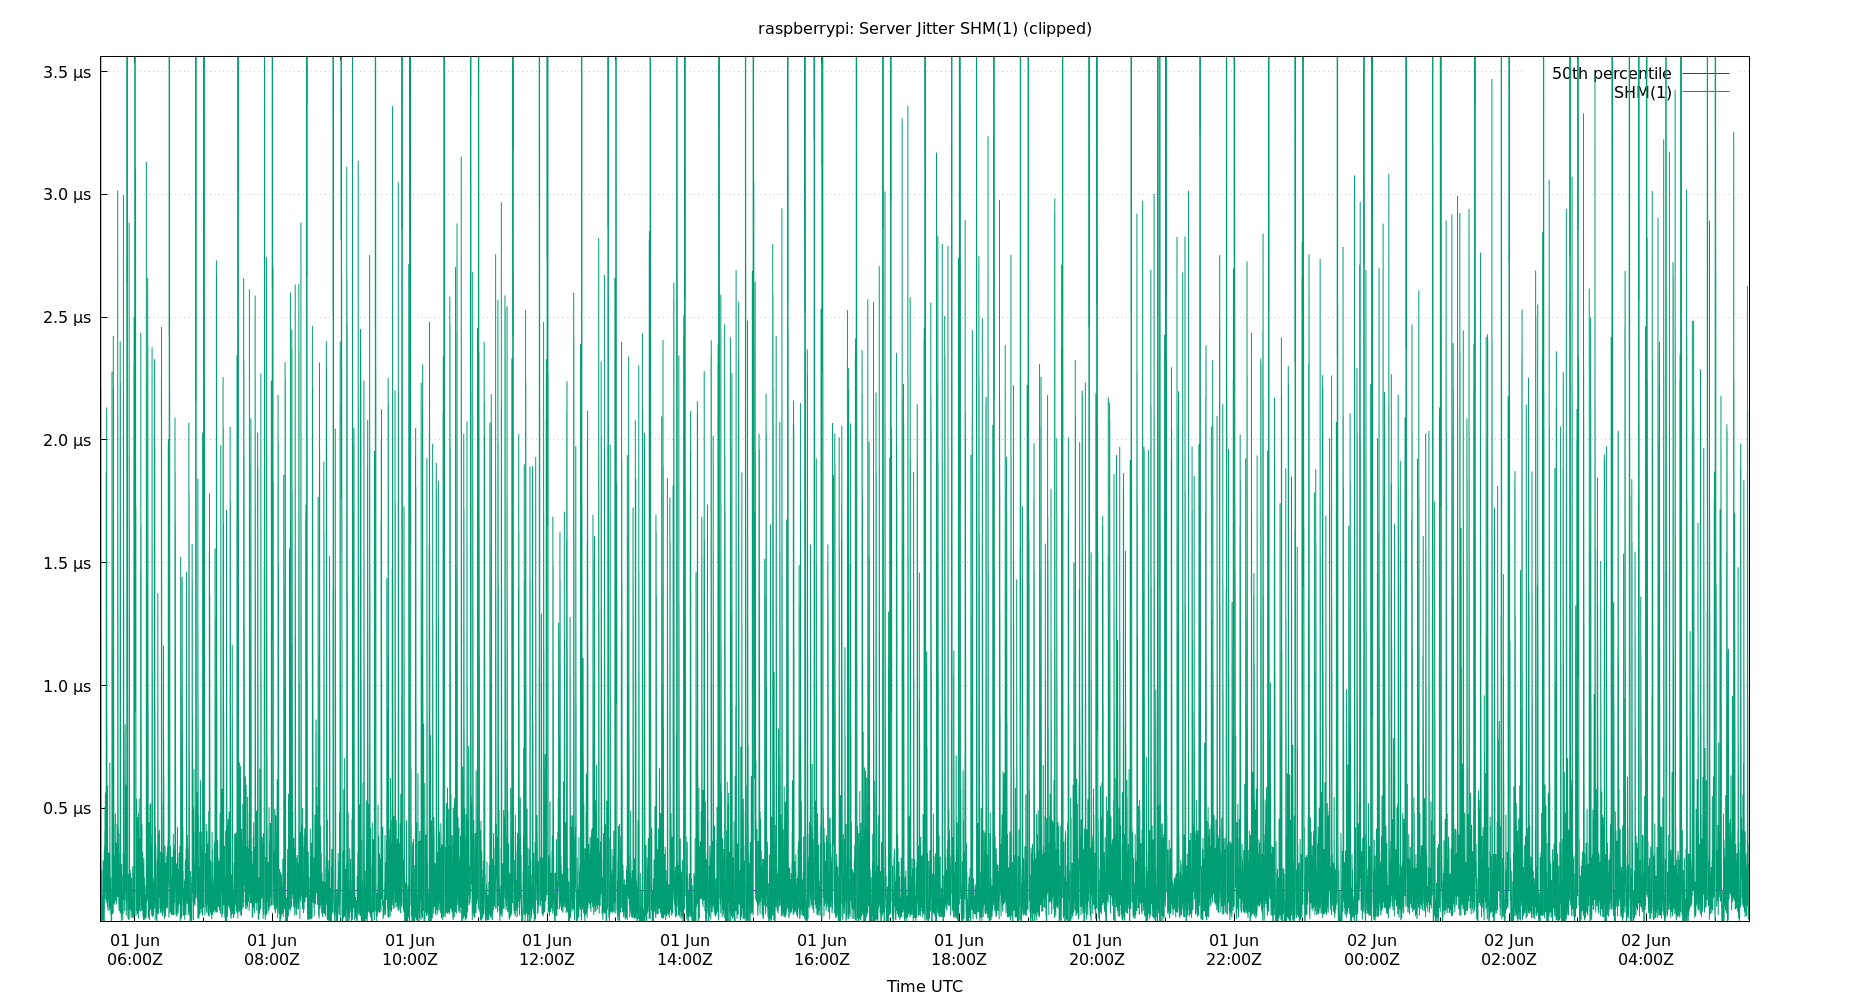 raspberrypi: Server Jitter SHM(1) (clipped)
3.5 µs
3.0 µs
2.5 µs
2.0 µs
1.5 µs
1.0 µs
0.5 µs
50th percentile
SHM(1)
01 Jun 01 Jun 01 Jun 01 Jun 01 Jun 01 Jun 01 Jun 01 Jun 01 Jun 02 Jun 02 Jun 02 Jun
06:00Z 08:00Z 10:00Z 12:00Z 14:00Z 16:00Z 18:00Z 20:00Z 22:00Z 00:00Z 02:00Z 04:00Z
Time UTC